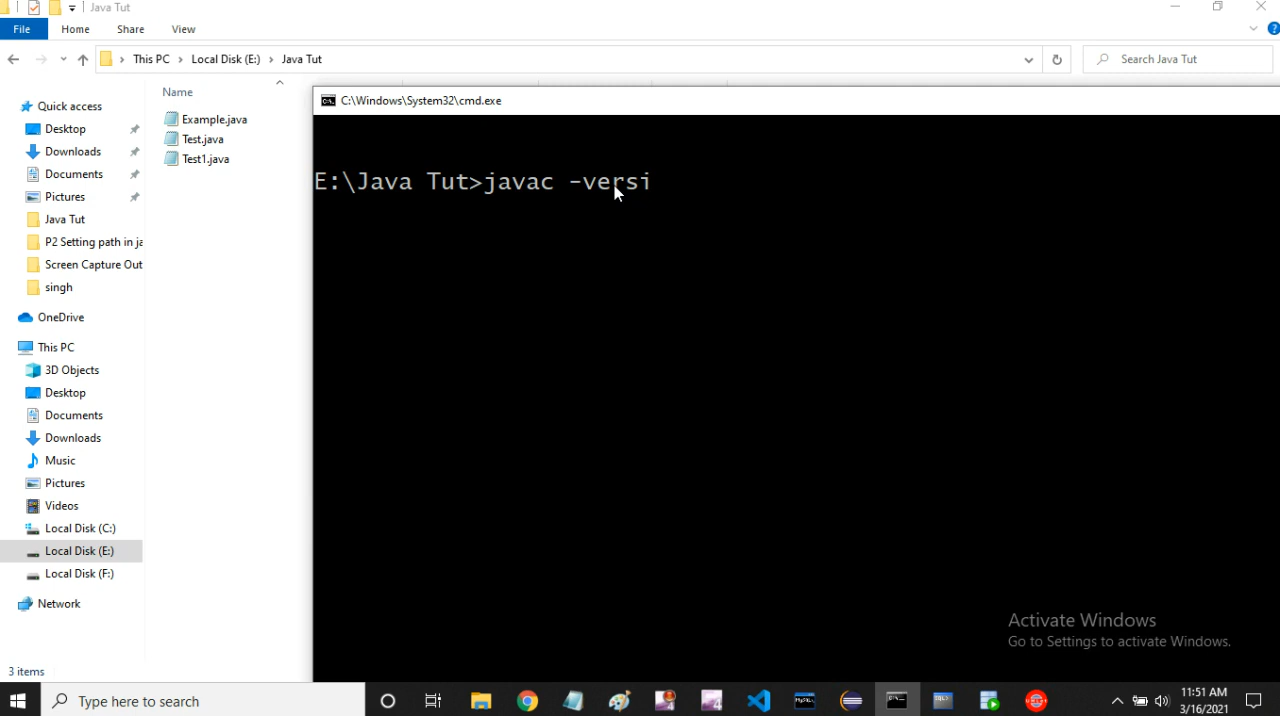 Java Tut
File Home Share View
This PC > Local Disk (E:) > Java Tut
Search Java Tut
Quick access
Desktop
Downloads
Documents
Pictures
Java Tut
P2 Setting path in ja
Screen Capture Out
singh
OneDrive
This PC
3D Objects
Desktop
Documents
Downloads
Music
Pictures
Videos
Local Disk (C:)
Local Disk (E:)
Local Disk (F:)
Network
3 items
Name
Example.java
Test.java
Test1.java
C:\Windows\System32\cmd.exe
E:\Java Tut>javac -versi
Activate Windows
Go to Settings to activate Windows.
Type here to search
11:51 AM
3/16/2021